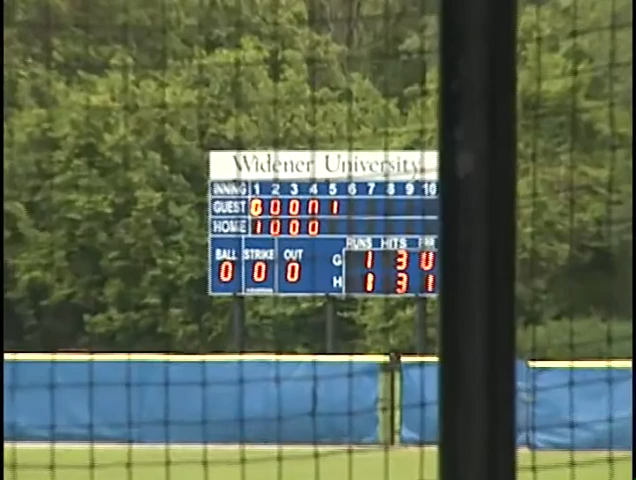 Widener University
INNING 1 2 3 4 5 6 7 8 9 10
GUEST 0 0 0 0 1
HOME 1 0 0 0
BALL STRIKE OUT RUNS HITS ERR
0 0 0
G 1 3 0
H 1 3 1